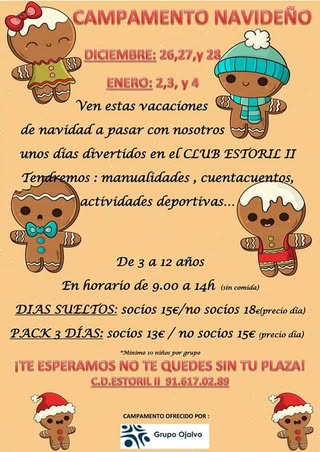 CAMPAMENTO NAVIDEÑO
DICIEMBRE: 26,27,y 28
ENERO: 2,3, y 4
Ven estas vacaciones
de navidad a pasar con nosotros
unos días divertidos en el CLUB ESTORIL II
Tendremos : manualidades , cuentacuentos,
actividades deportivas...
De 3 a 12 años
En horario de 9.00 a 14h (sin comida)
DIAS SUELTOS: socios 15€/no socios 18€(precio día)
PACK 3 DÍAS: socios 13€ / no socios 15€ (precio día)
*Mínimo 10 niños por grupo
¡TE ESPERAMOS NO TE QUEDES SIN TU PLAZA!
C.D.ESTORIL II 91.617.02.89
CAMPAMENTO OFRECIDO POR :
Grupo Ojalvo